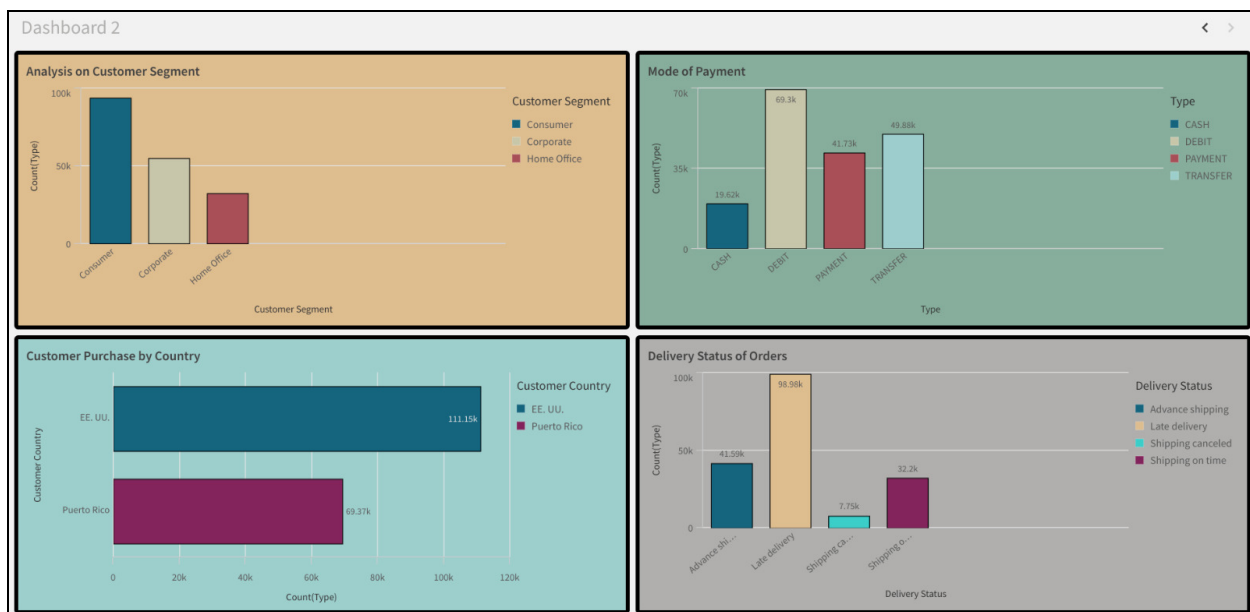 Dashboard 2
Analysis on Customer Segment
100k
50k
0
Count(Type)
Consumer
Corporate
Home Office
Customer Segment
Customer Segment
Consumer
Corporate
Home Office
Mode of Payment
70k
35k
0
Count(Type)
19.62k
69.3k
41.73k
49.88k
CASH
DEBIT
PAYMENT
TRANSFER
Type
Type
CASH
DEBIT
PAYMENT
TRANSFER
Customer Purchase by Country
Customer Country
EE. UU.
111.15k
Puerto Rico
69.37k
0
20k
40k
60k
80k
100k
120k
Count(Type)
Customer Country
EE. UU.
Puerto Rico
Delivery Status of Orders
100k
50k
0
Count(Type)
41.59k
98.98k
7.75k
32.2k
Advance shi...
Late delivery
Shipping ca...
Shipping o...
Delivery Status
Delivery Status
Advance shipping
Late delivery
Shipping canceled
Shipping on time